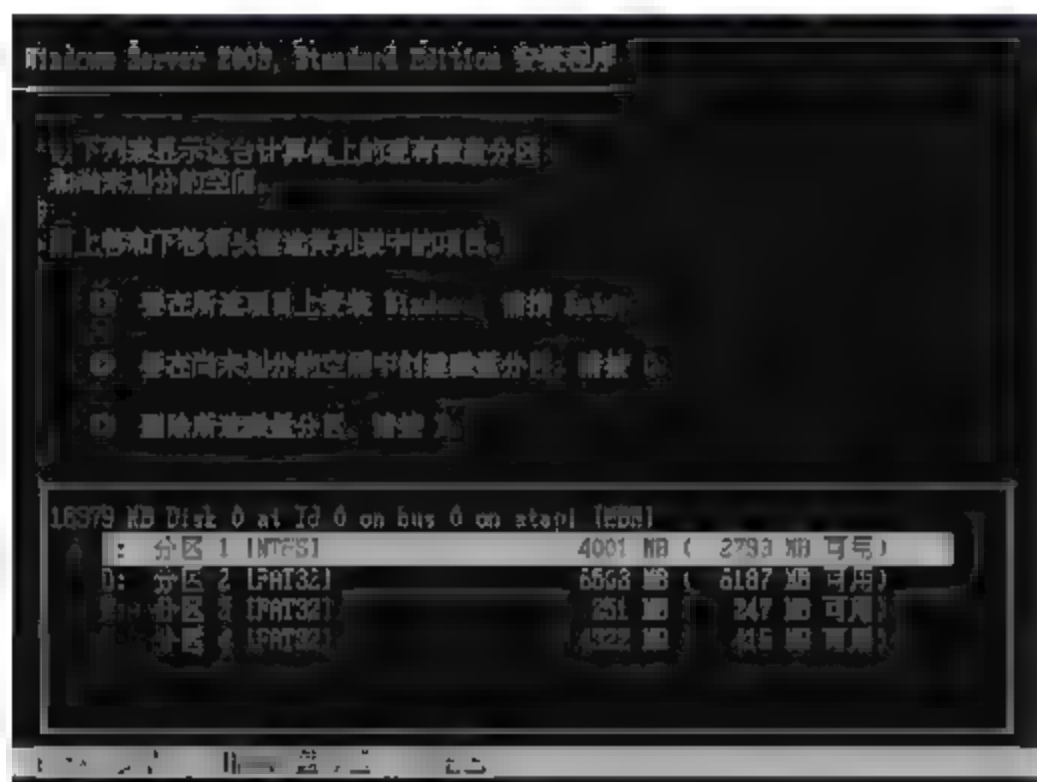 Windows Server 2003, Standard Edition 安装程序
以下列表显示这台计算机上的现有磁盘分区
和尚未划分的空间。
用上移和下移箭头键选择列表中的项目。
要在所选项目上安装 Windows, 请按 Enter
要在尚未划分的空间中创建磁盘分区, 请按 C
删除所选磁盘分区, 请按 D
Disk 0 at Id 0 on bus 0 on atapi [MBR]
: 分区 1 [NTFS] 4001 MB ( 2793 MB 可用)
D: 分区 2 [FAT32] MB ( 6187 MB 可用)
分区 3 [FAT32] 251 MB ( 247 MB 可用)
分区 4 [FAT32] MB ( MB 可用)